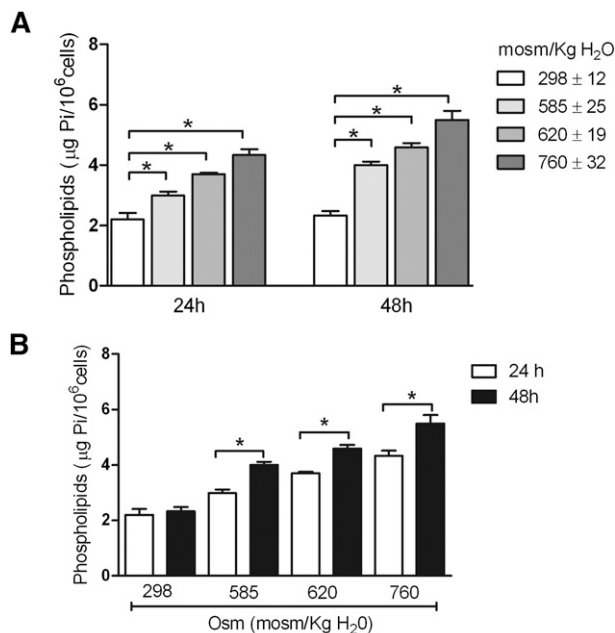 A
Phospholipids ( µg Pi/10⁶cells)
8
6
4
2
0
* * *
* * *
24h 48h
mosm/Kg H₂O
298 ± 12
585 ± 25
620 ± 19
760 ± 32
B
Phospholipids ( µg Pi/10⁶cells)
8
6
4
2
0
* * *
24 h
48h
298 585 620 760
Osm (mosm/Kg H₂0)